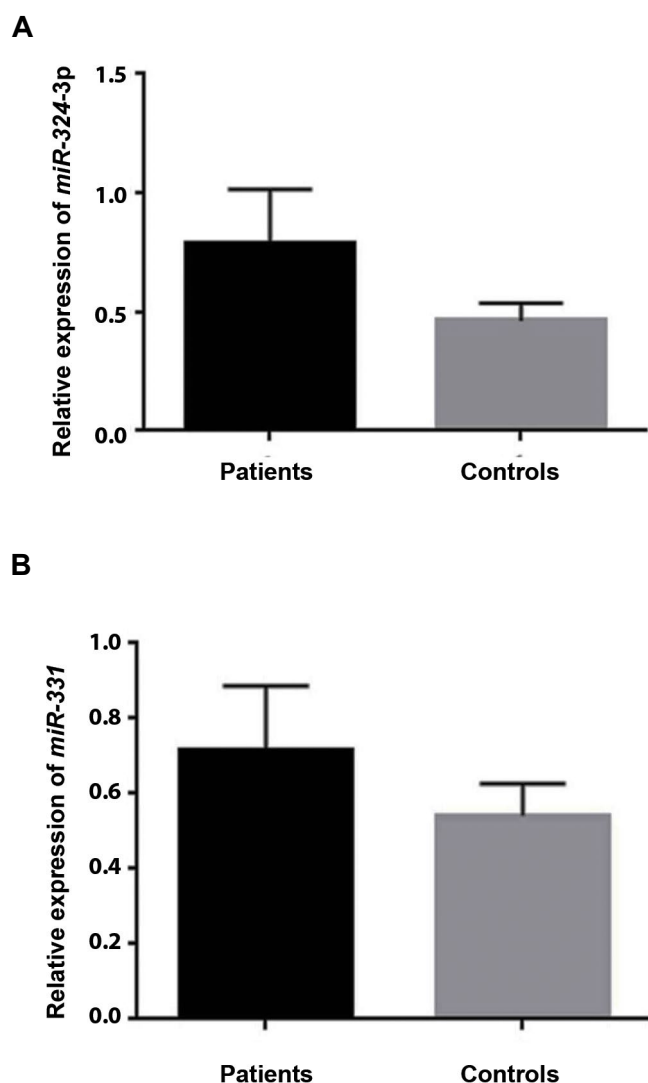 A
Relative expression of miR-324-3p
1.5
1.0
0.5
0.0
Patients Controls
B
Relative expression of miR-331
1.0
0.8
0.6
0.4
0.2
0.0
Patients Controls